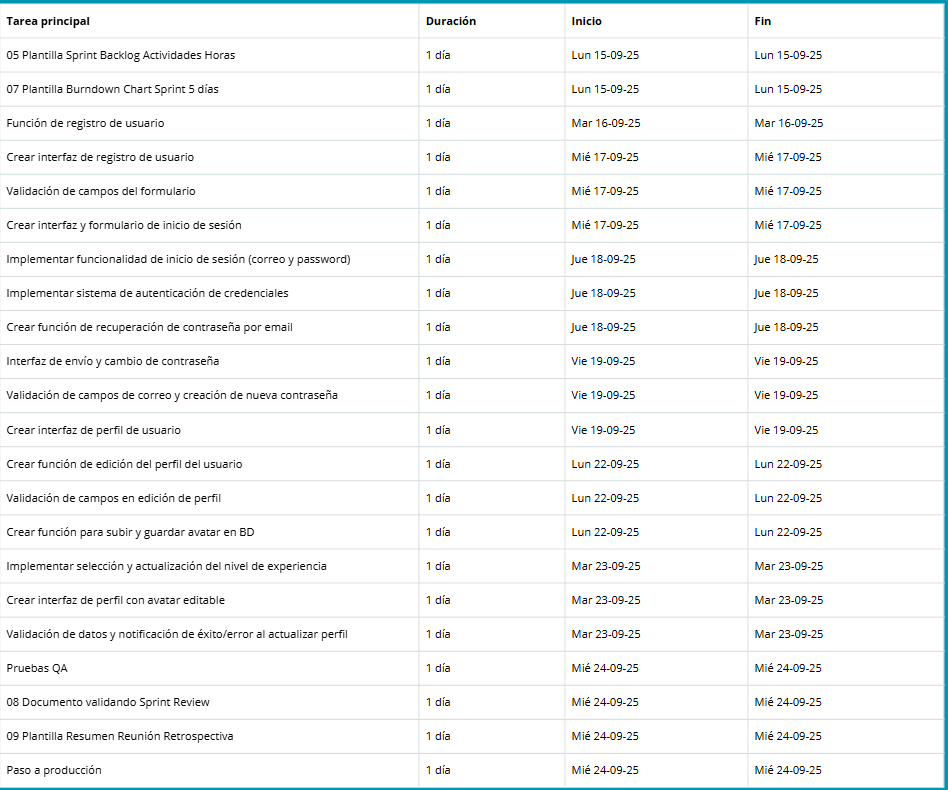 Tarea principal Duración Inicio Fin
05 Plantilla Sprint Backlog Actividades Horas 1 día Lun 15-09-25 Lun 15-09-25
07 Plantilla Burndown Chart Sprint 5 días 1 día Lun 15-09-25 Lun 15-09-25
Función de registro de usuario 1 día Mar 16-09-25 Mar 16-09-25
Crear interfaz de registro de usuario 1 día Mié 17-09-25 Mié 17-09-25
Validación de campos del formulario 1 día Mié 17-09-25 Mié 17-09-25
Crear interfaz y formulario de inicio de sesión 1 día Mié 17-09-25 Mié 17-09-25
Implementar funcionalidad de inicio de sesión (correo y password) 1 día Jue 18-09-25 Jue 18-09-25
Implementar sistema de autenticación de credenciales 1 día Jue 18-09-25 Jue 18-09-25
Crear función de recuperación de contraseña por email 1 día Jue 18-09-25 Jue 18-09-25
Interfaz de envío y cambio de contraseña 1 día Vie 19-09-25 Vie 19-09-25
Validación de campos de correo y creación de nueva contraseña 1 día Vie 19-09-25 Vie 19-09-25
Crear interfaz de perfil de usuario 1 día Vie 19-09-25 Vie 19-09-25
Crear función de edición del perfil del usuario 1 día Lun 22-09-25 Lun 22-09-25
Validación de campos en edición de perfil 1 día Lun 22-09-25 Lun 22-09-25
Crear función para subir y guardar avatar en BD 1 día Lun 22-09-25 Lun 22-09-25
Implementar selección y actualización del nivel de experiencia 1 día Mar 23-09-25 Mar 23-09-25
Crear interfaz de perfil con avatar editable 1 día Mar 23-09-25 Mar 23-09-25
Validación de datos y notificación de éxito/error al actualizar perfil 1 día Mar 23-09-25 Mar 23-09-25
Pruebas QA 1 día Mié 24-09-25 Mié 24-09-25
08 Documento validando Sprint Review 1 día Mié 24-09-25 Mié 24-09-25
09 Plantilla Resumen Reunión Retrospectiva 1 día Mié 24-09-25 Mié 24-09-25
Paso a producción 1 día Mié 24-09-25 Mié 24-09-25